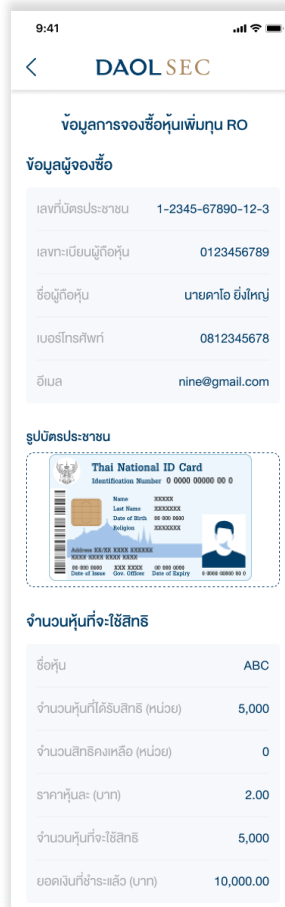 9:41
DAOL SEC
ข้อมูลการจองซื้อหุ้นเพิ่มทุน RO
ข้อมูลผู้จองซื้อ
เลขที่บัตรประชาชน 1-2345-67890-12-3
เลขทะเบียนผู้ถือหุ้น 0123456789
ชื่อผู้ถือหุ้น นายดาโอ ยิ่งใหญ่
เบอร์โทรศัพท์ 0812345678
อีเมล nine@gmail.com
รูปบัตรประชาชน
Thai National ID Card
Identification Number 0 0000 00000 00 0
Name XXXXX
Last Name XXXXXXX
Date of Birth 00 000 0000
Religion XXXXXXX
Address XX/XX XXXX XXXXXX
XXXX XXXX XXXX XXXX
00 000 0000 XXX XXXX 00 000 0000
Date of Issue Gov. Officer Date of Expiry 0 0000 00000 00 0
จำนวนหุ้นที่จะใช้สิทธิ
ชื่อหุ้น ABC
จำนวนหุ้นที่ได้รับสิทธิ (หน่วย) 5,000
จำนวนสิทธิคงเหลือ (หน่วย) 0
ราคาหุ้นละ (บาท) 2.00
จำนวนหุ้นที่จะใช้สิทธิ 5,000
ยอดเงินที่ชำระแล้ว (บาท) 10,000.00